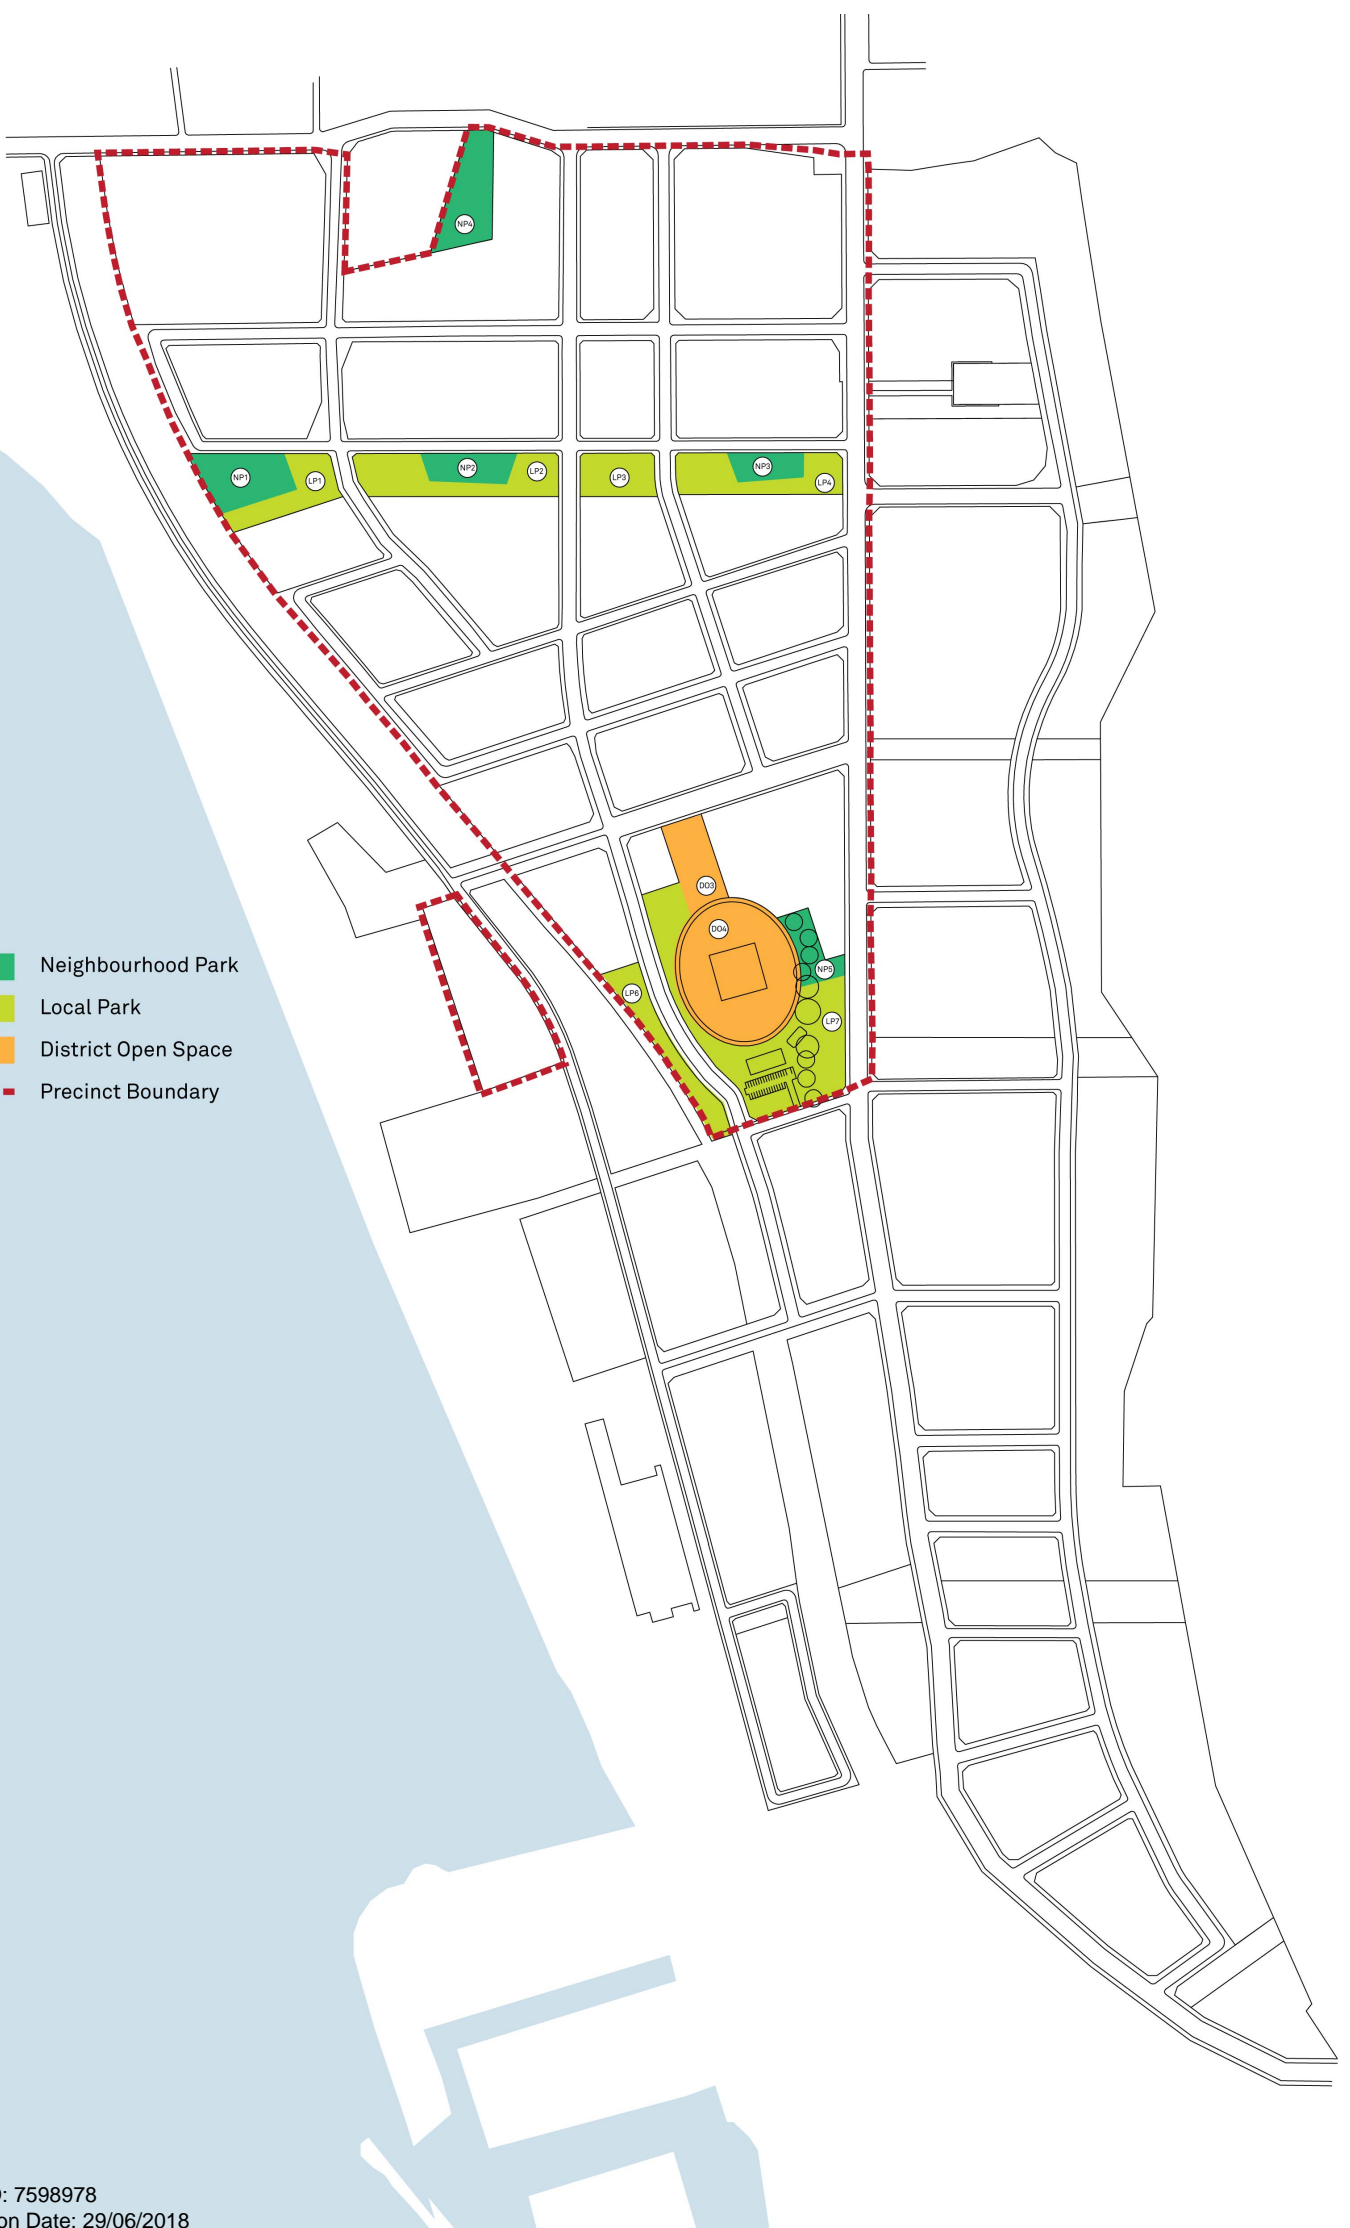 NP4
NP1
LP1
NP2
LP2
LP3
NP3
LP4
DO3
DO4
NP5
LP6
LP7
Neighbourhood Park
Local Park
District Open Space
Precinct Boundary
: 7598978
on Date: 29/06/2018